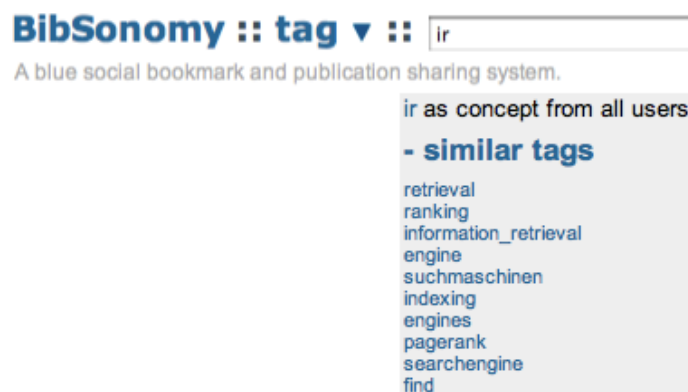 BibSonomy :: tag ▼ :: ir
A blue social bookmark and publication sharing system.
ir as concept from all users
- similar tags
retrieval
ranking
information_retrieval
engine
suchmaschinen
indexing
engines
pagerank
searchengine
find